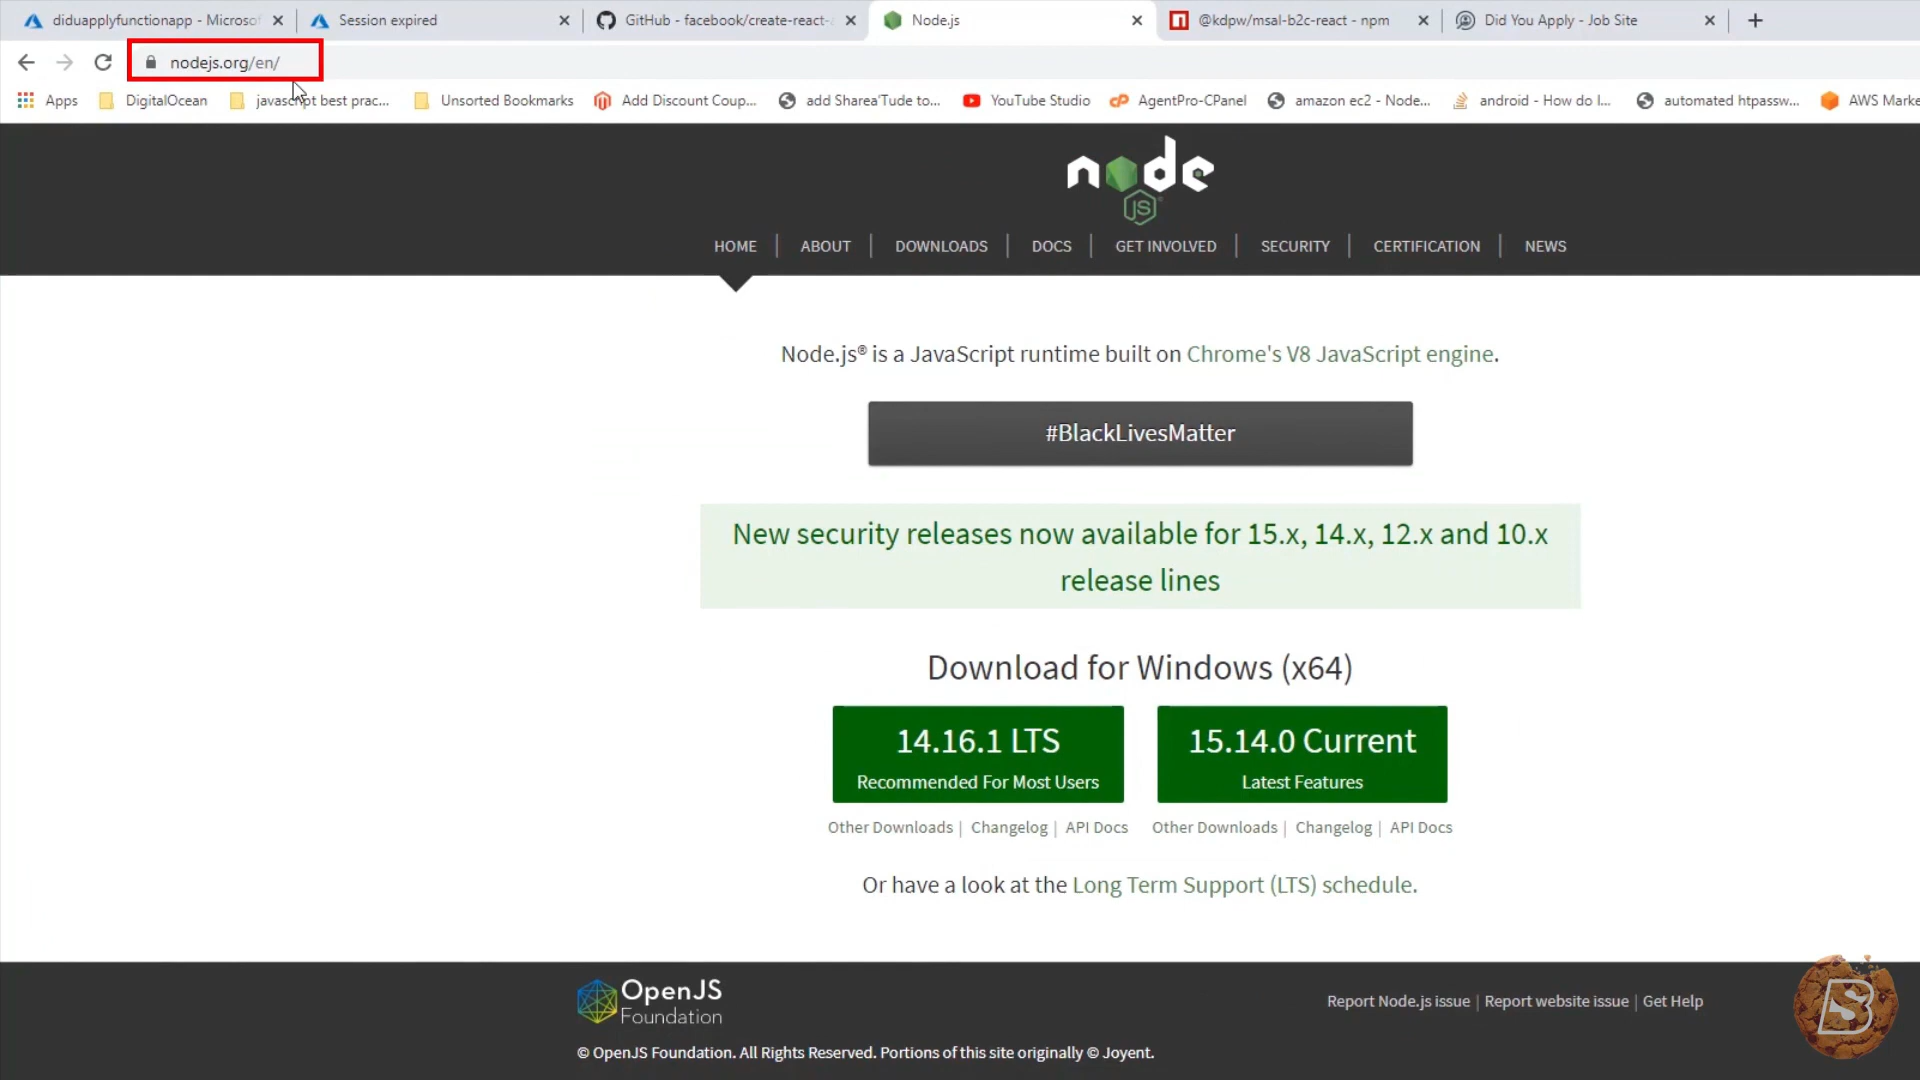 diduapplyfunctionapp - Microsof
Session expired
GitHub - facebook/create-react-a
Node.js
@kdpw/msal-b2c-react - npm
Did You Apply - Job Site
nodejs.org/en/
Apps
DigitalOcean
javascript best prac...
Unsorted Bookmarks
Add Discount Coup...
add Sharea'Tude to...
YouTube Studio
AgentPro-CPanel
amazon ec2 - Node...
android - How do I...
automated htpassw...
AWS Marke
node
JS
HOME | ABOUT | DOWNLOADS | DOCS | GET INVOLVED | SECURITY | CERTIFICATION | NEWS
Node.js® is a JavaScript runtime built on Chrome's V8 JavaScript engine.
#BlackLivesMatter
New security releases now available for 15.x, 14.x, 12.x and 10.x
release lines
Download for Windows (x64)
14.16.1 LTS
Recommended For Most Users
15.14.0 Current
Latest Features
Other Downloads | Changelog | API Docs
Other Downloads | Changelog | API Docs
Or have a look at the Long Term Support (LTS) schedule.
OpenJS
Foundation
Report Node.js issue | Report website issue | Get Help
© OpenJS Foundation. All Rights Reserved. Portions of this site originally © Joyent.